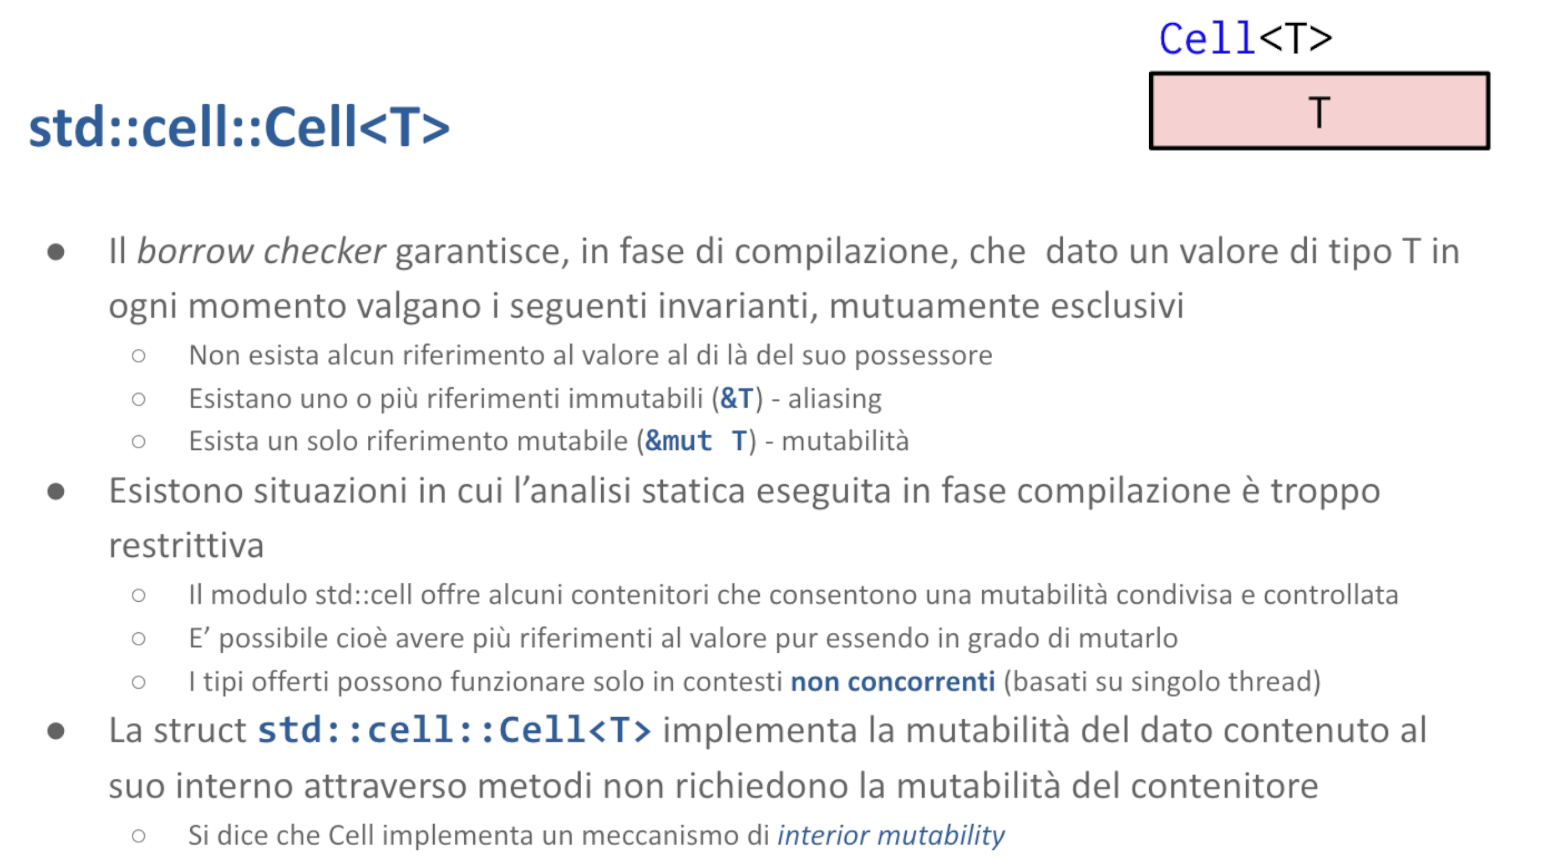 Cell<T>
T
std::cell::Cell<T>
● Il borrow checker garantisce, in fase di compilazione, che dato un valore di tipo T in
ogni momento valgano i seguenti invarianti, mutuamente esclusivi
○ Non esista alcun riferimento al valore al di là del suo possessore
○ Esistano uno o più riferimenti immutabili (&T) - aliasing
○ Esista un solo riferimento mutabile (&mut T) - mutabilità
● Esistono situazioni in cui l’analisi statica eseguita in fase compilazione è troppo
restrittiva
○ Il modulo std::cell offre alcuni contenitori che consentono una mutabilità condivisa e controllata
○ E’ possibile cioè avere più riferimenti al valore pur essendo in grado di mutarlo
○ I tipi offerti possono funzionare solo in contesti non concorrenti (basati su singolo thread)
● La struct std::cell::Cell<T> implementa la mutabilità del dato contenuto al
suo interno attraverso metodi non richiedono la mutabilità del contenitore
○ Si dice che Cell implementa un meccanismo di interior mutability